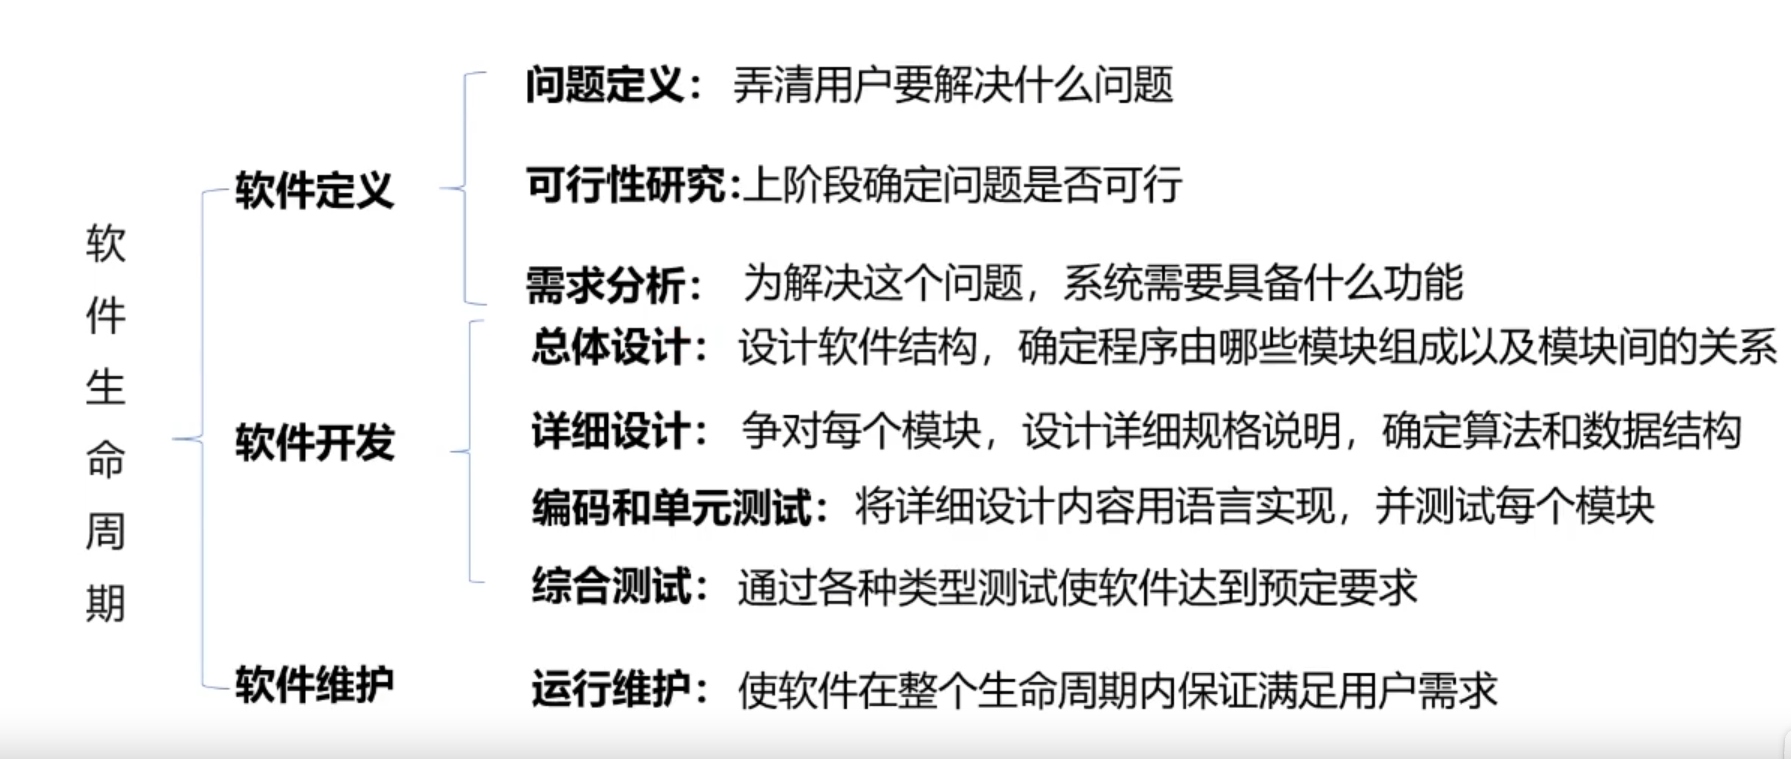 软件生命周期
软件定义
问题定义：弄清用户要解决什么问题
可行性研究：上阶段确定问题是否可行
需求分析：为解决这个问题，系统需要具备什么功能
软件开发
总体设计：设计软件结构，确定程序由哪些模块组成以及模块间的关系
详细设计：争对每个模块，设计详细规格说明，确定算法和数据结构
编码和单元测试：将详细设计内容用语言实现，并测试每个模块
综合测试：通过各种类型测试使软件达到预定要求
软件维护
运行维护：使软件在整个生命周期内保证满足用户需求